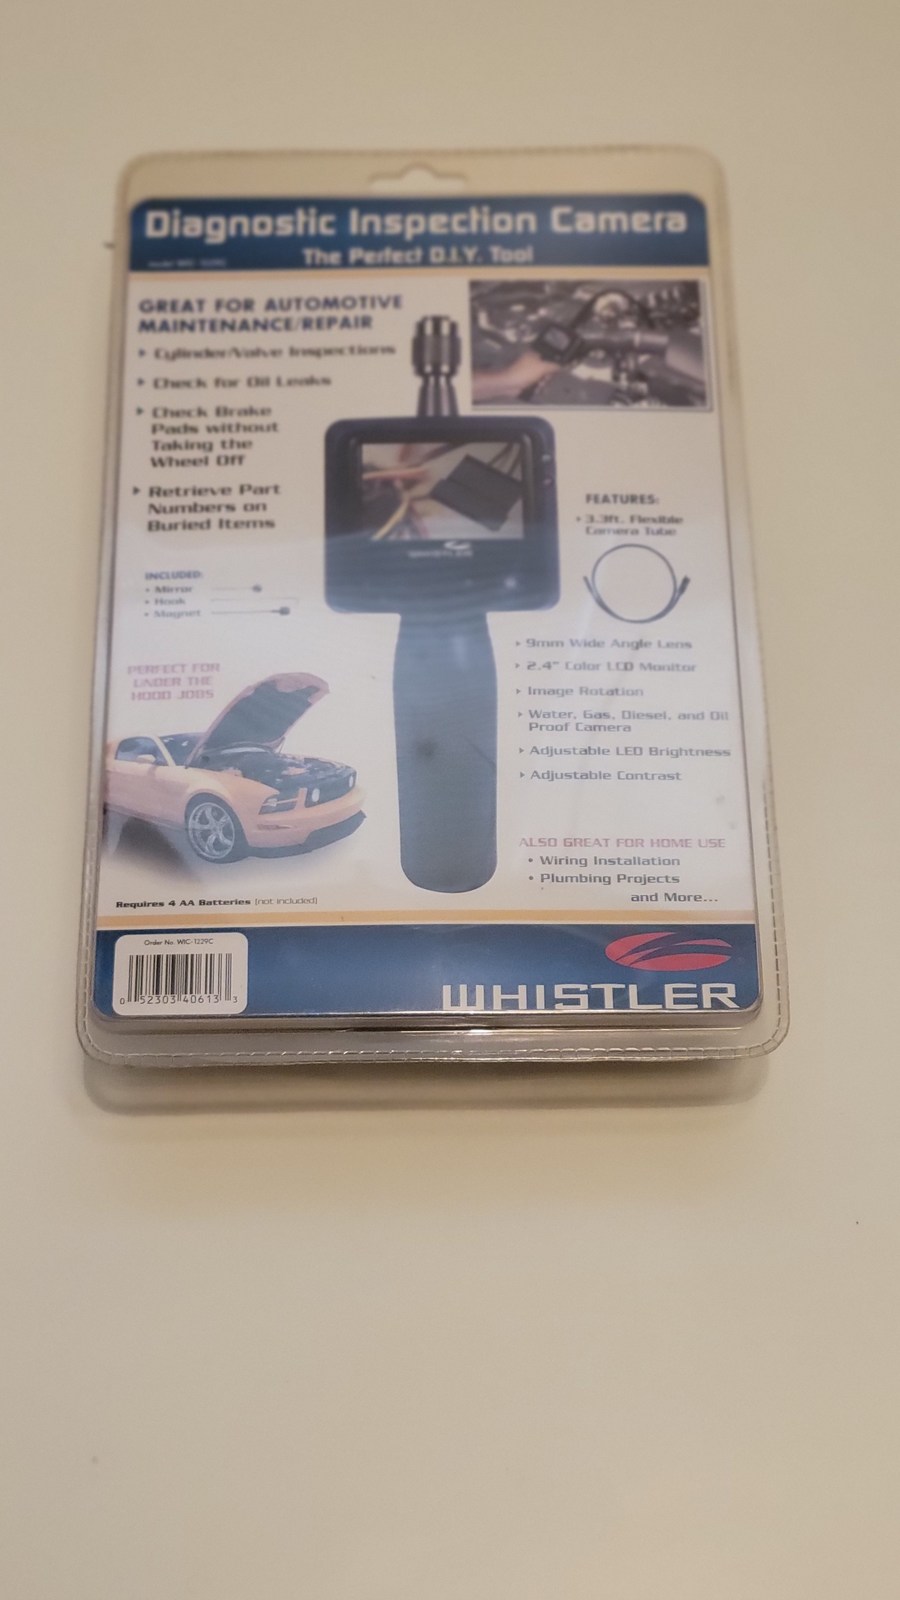 Diagnostic Inspection Camera
The Perfect D.I.Y. Tool
GREAT FOR AUTOMOTIVE
MAINTENANCE/REPAIR
Cylinder/Valve Inspections
Check for Oil Leaks
Check Brake
Pads without
Taking the
Wheel Off
Retrieve Part
Numbers on
Buried Items
INCLUDED:
• Mirror
• Hook
• Magnet
WHISTLER
FEATURES:
• 3.3ft. Flexible
Camera Tube
9mm Wide Angle Lens
2.4" Color LCD Monitor
Image Rotation
Water, Gas, Diesel, and Oil
Proof Camera
Adjustable LED Brightness
Adjustable Contrast
PERFECT FOR
UNDER THE
HOOD JOBS
ALSO GREAT FOR HOME USE
• Wiring Installation
• Plumbing Projects
and More...
Requires 4 AA Batteries (not included)
Order No. WIC-1229C
0 52303 40613 3
WHISTLER